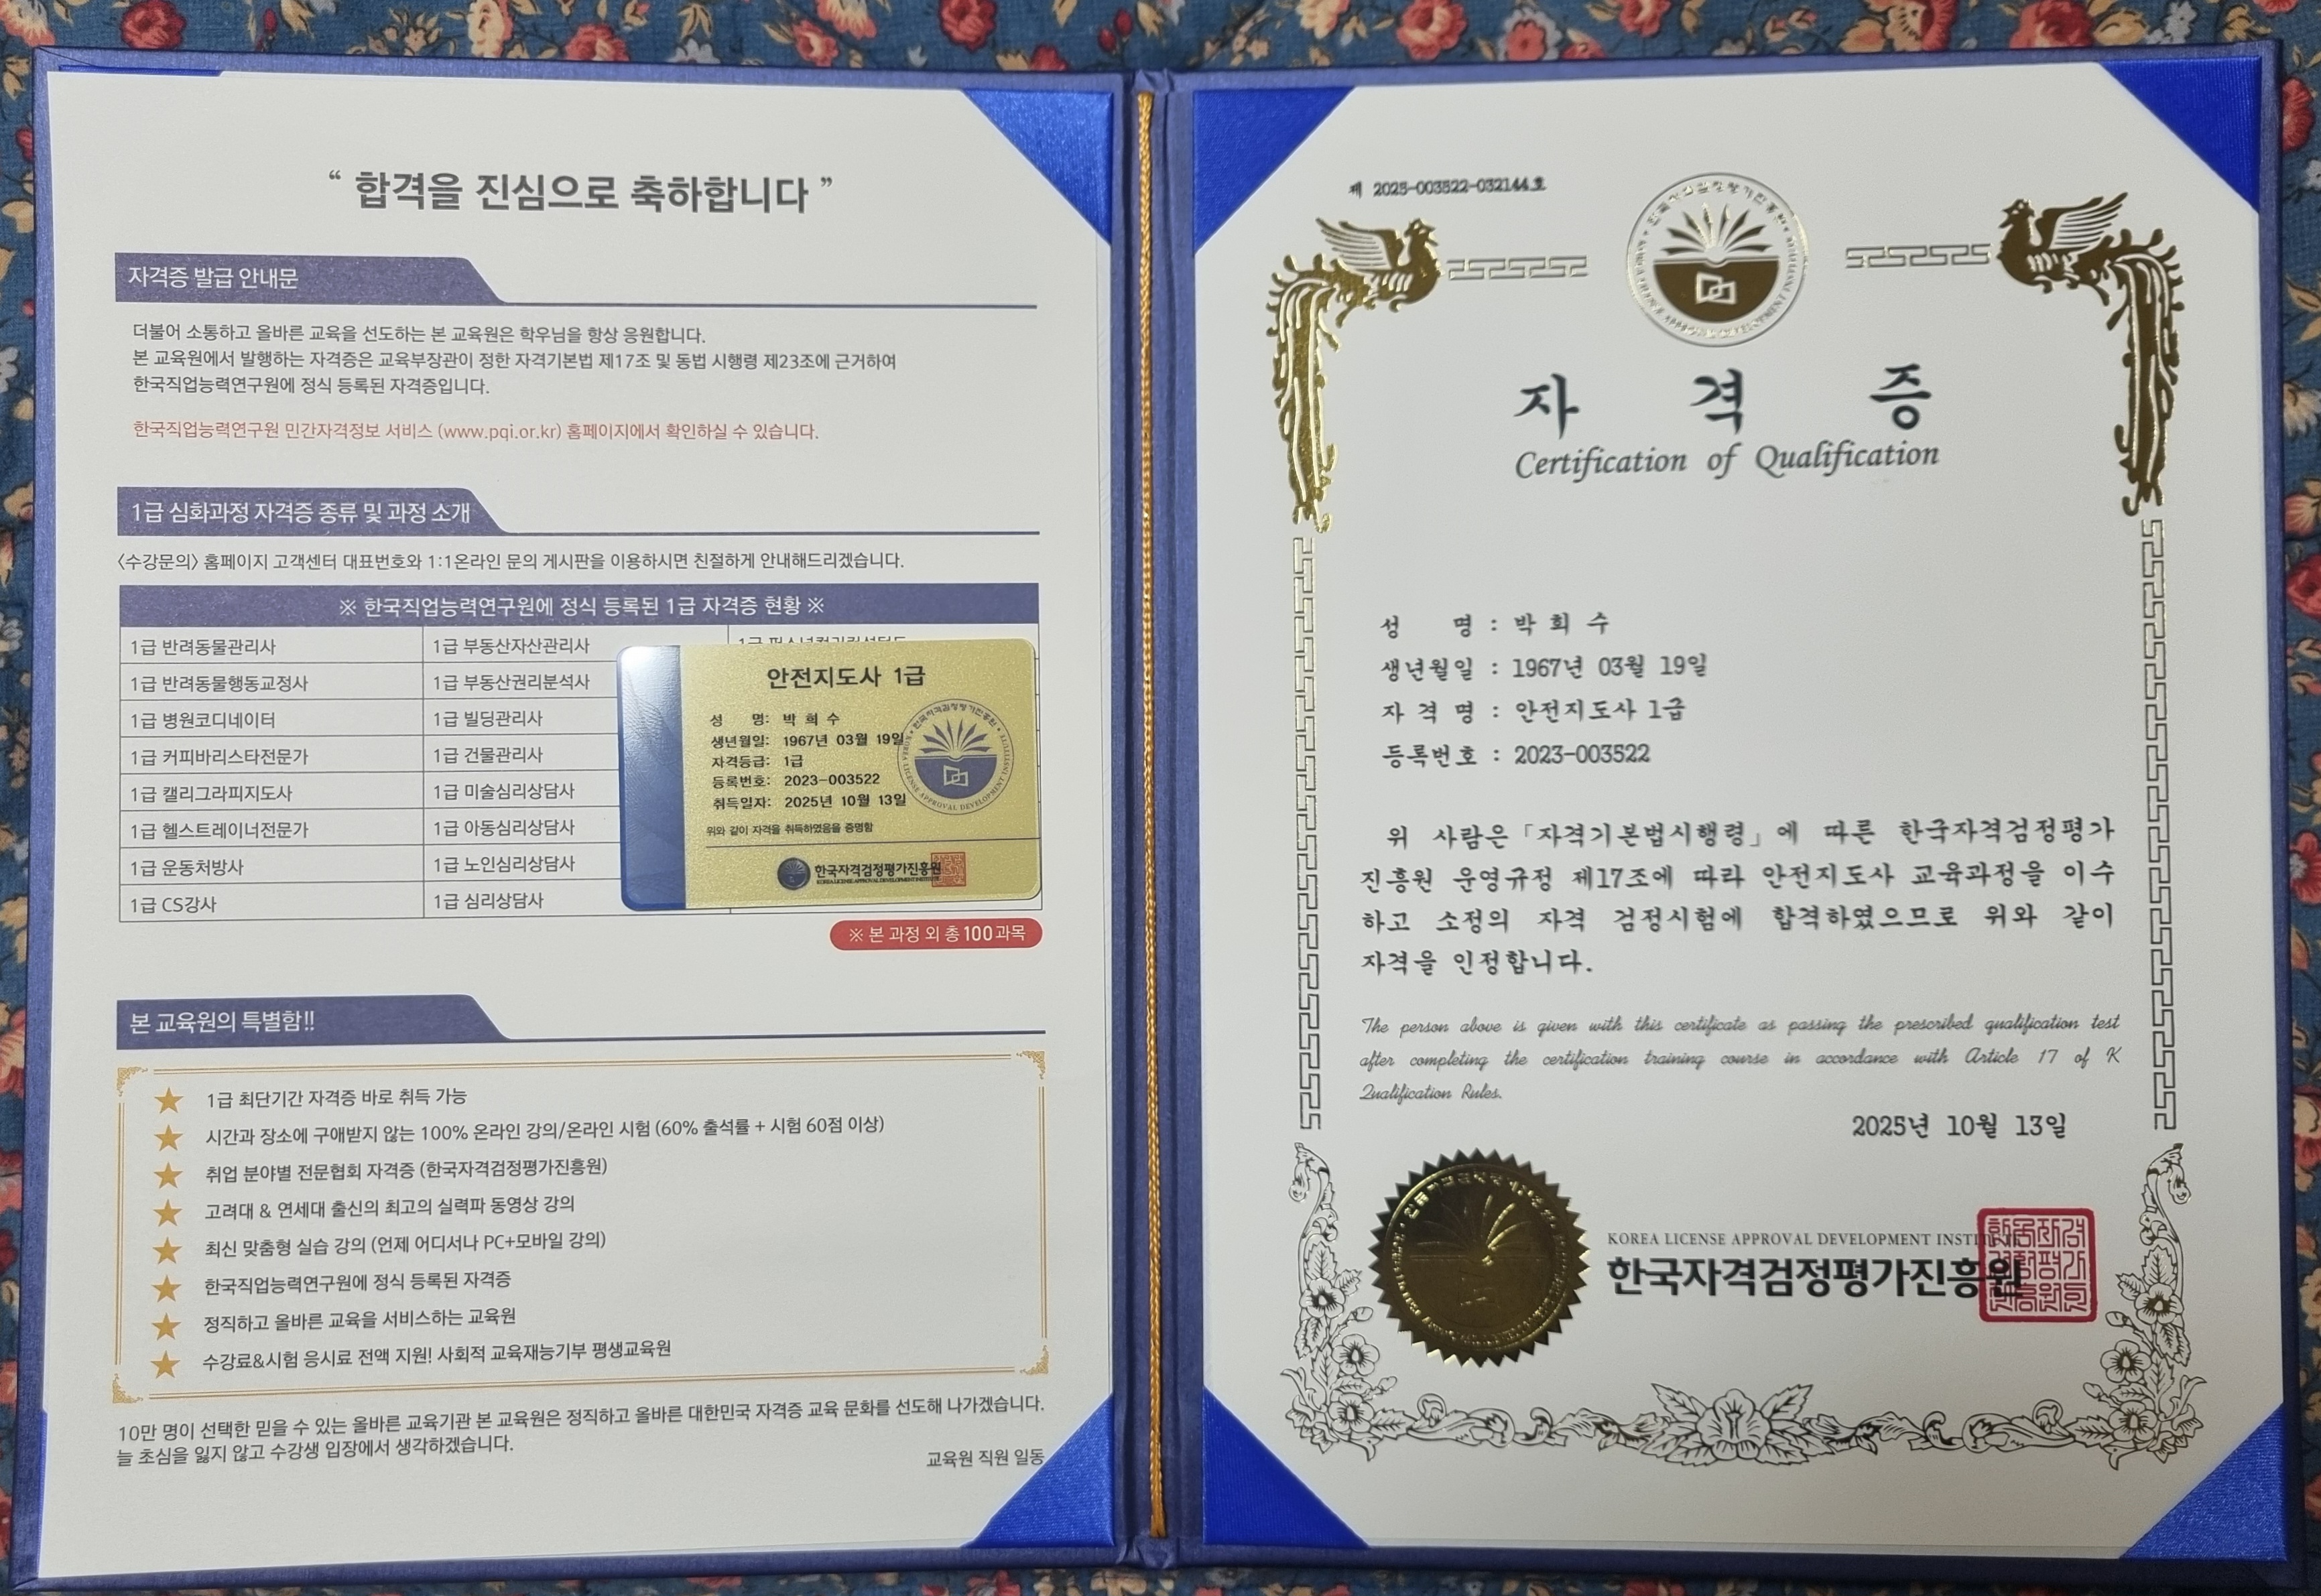 “ 합격을 진심으로 축하합니다 ”
자격증 발급 안내문
더불어 소통하고 올바른 교육을 선도하는 본 교육원은 학우님을 항상 응원합니다.
본 교육원에서 발행하는 자격증은 교육부장관이 정한 자격기본법 제17조 및 동법 시행령 제23조에 근거하여
한국직업능력연구원에 정식 등록된 자격증입니다.
한국직업능력연구원 민간자격정보 서비스 (www.pqi.or.kr) 홈페이지에서 확인하실 수 있습니다.
1급 심화과정 자격증 종류 및 과정 소개
<수강문의> 홈페이지 고객센터 대표번호와 1:1온라인 문의 게시판을 이용하시면 친절하게 안내해드리겠습니다.
※ 한국직업능력연구원에 정식 등록된 1급 자격증 현황 ※
1급 반려동물관리사 1급 부동산자산관리사
1급 반려동물행동교정사 1급 부동산권리분석사
1급 병원코디네이터 1급 빌딩관리사
1급 커피바리스타전문가 1급 건물관리사
1급 캘리그라피지도사 1급 미술심리상담사
1급 헬스트레이너전문가 1급 아동심리상담사
1급 운동처방사 1급 노인심리상담사
1급 CS강사 1급 심리상담사
안전지도사 1급
성 명: 박 희 수
생년월일: 1967년 03월 19일
자격등급: 1급
등록번호: 2023-003522
취득일자: 2025년 10월 13일
위와 같이 자격을 취득하였음을 증명함
한국자격검정평가진흥원
KOREA LICENSE APPROVAL DEVELOPMENT INSTITUTE
※ 본 과정 외 총 100과목
본 교육원의 특별함!!
1급 최단기간 자격증 바로 취득 가능
시간과 장소에 구애받지 않는 100% 온라인 강의/온라인 시험 (60% 출석률 + 시험 60점 이상)
취업 분야별 전문협회 자격증 (한국자격검정평가진흥원)
고려대 & 연세대 출신의 최고의 실력파 동영상 강의
최신 맞춤형 실습 강의 (언제 어디서나 PC+모바일 강의)
한국직업능력연구원에 정식 등록된 자격증
정직하고 올바른 교육을 서비스하는 교육원
수강료&시험 응시료 전액 지원! 사회적 교육재능기부 평생교육원
10만 명이 선택한 믿을 수 있는 올바른 교육기관 본 교육원은 정직하고 올바른 대한민국 자격증 교육 문화를 선도해 나가겠습니다.
늘 초심을 잃지 않고 수강생 입장에서 생각하겠습니다.
교육원 직원 일동
제 2025-003522-032144호
자 격 증
Certification of Qualification
성 명 : 박 희 수
생년월일 : 1967년 03월 19일
자 격 명 : 안전지도사 1급
등록번호 : 2023-003522
위 사람은 「자격기본법시행령」에 따른 한국자격검정평가
진흥원 운영규정 제17조에 따라 안전지도사 교육과정을 이수
하고 소정의 자격 검정시험에 합격하였으므로 위와 같이
자격을 인정합니다.
The person above is given with this certificate as passing the prescribed qualification test
after completing the certification training course in accordance with Article 17 of K
Qualification Rules.
2025년 10월 13일
KOREA LICENSE APPROVAL DEVELOPMENT INSTITUTE
한국자격검정평가진흥원